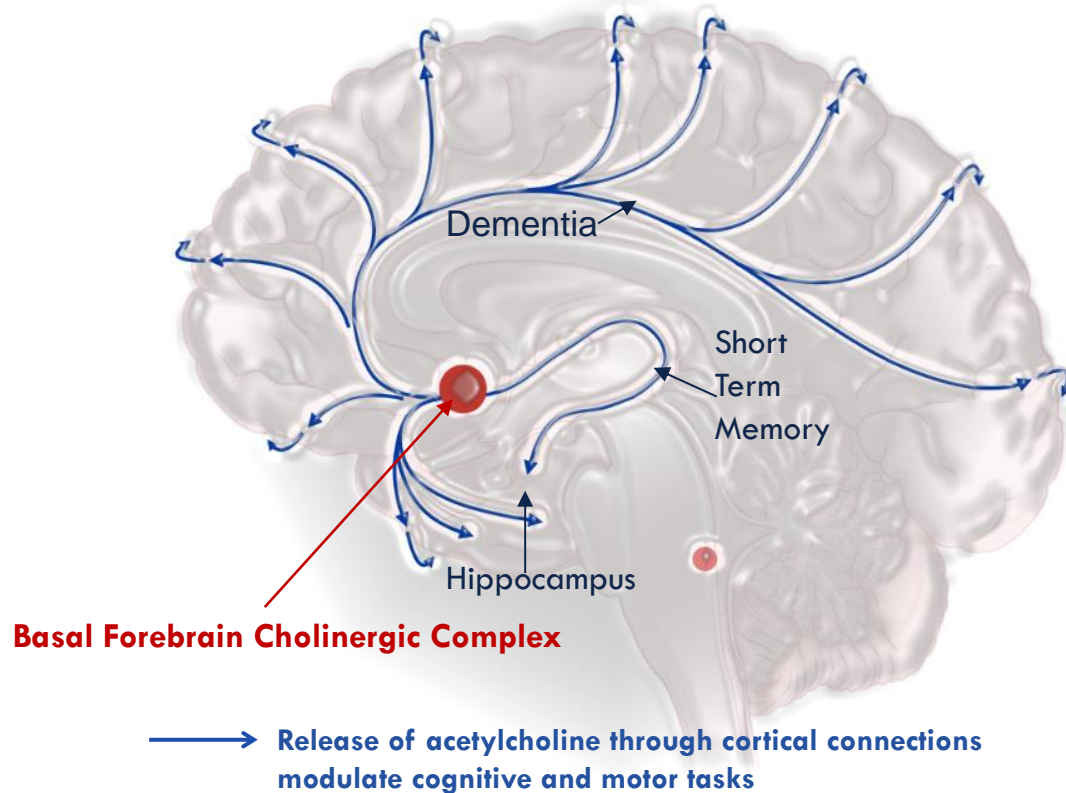 Dementia
Short
Term
Memory
Hippocampus
Basal Forebrain Cholinergic Complex
Release of acetylcholine through cortical connections
modulate cognitive and motor tasks